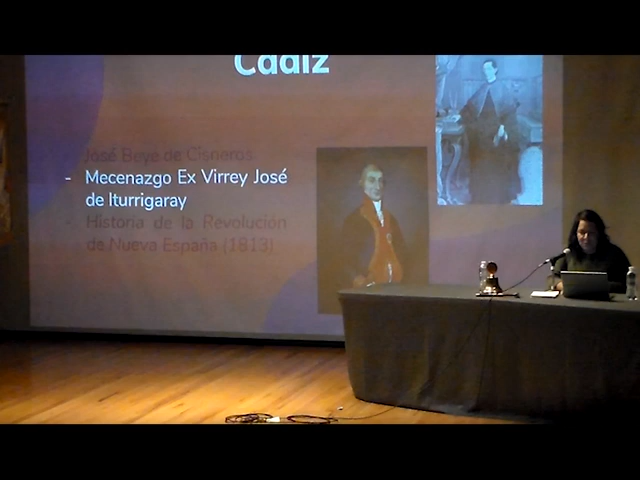 Cádiz
- José Beye de Cisneros
- Mecenazgo Ex Virrey José
de Iturrigaray
- Historia de la Revolución
de Nueva España (1813)